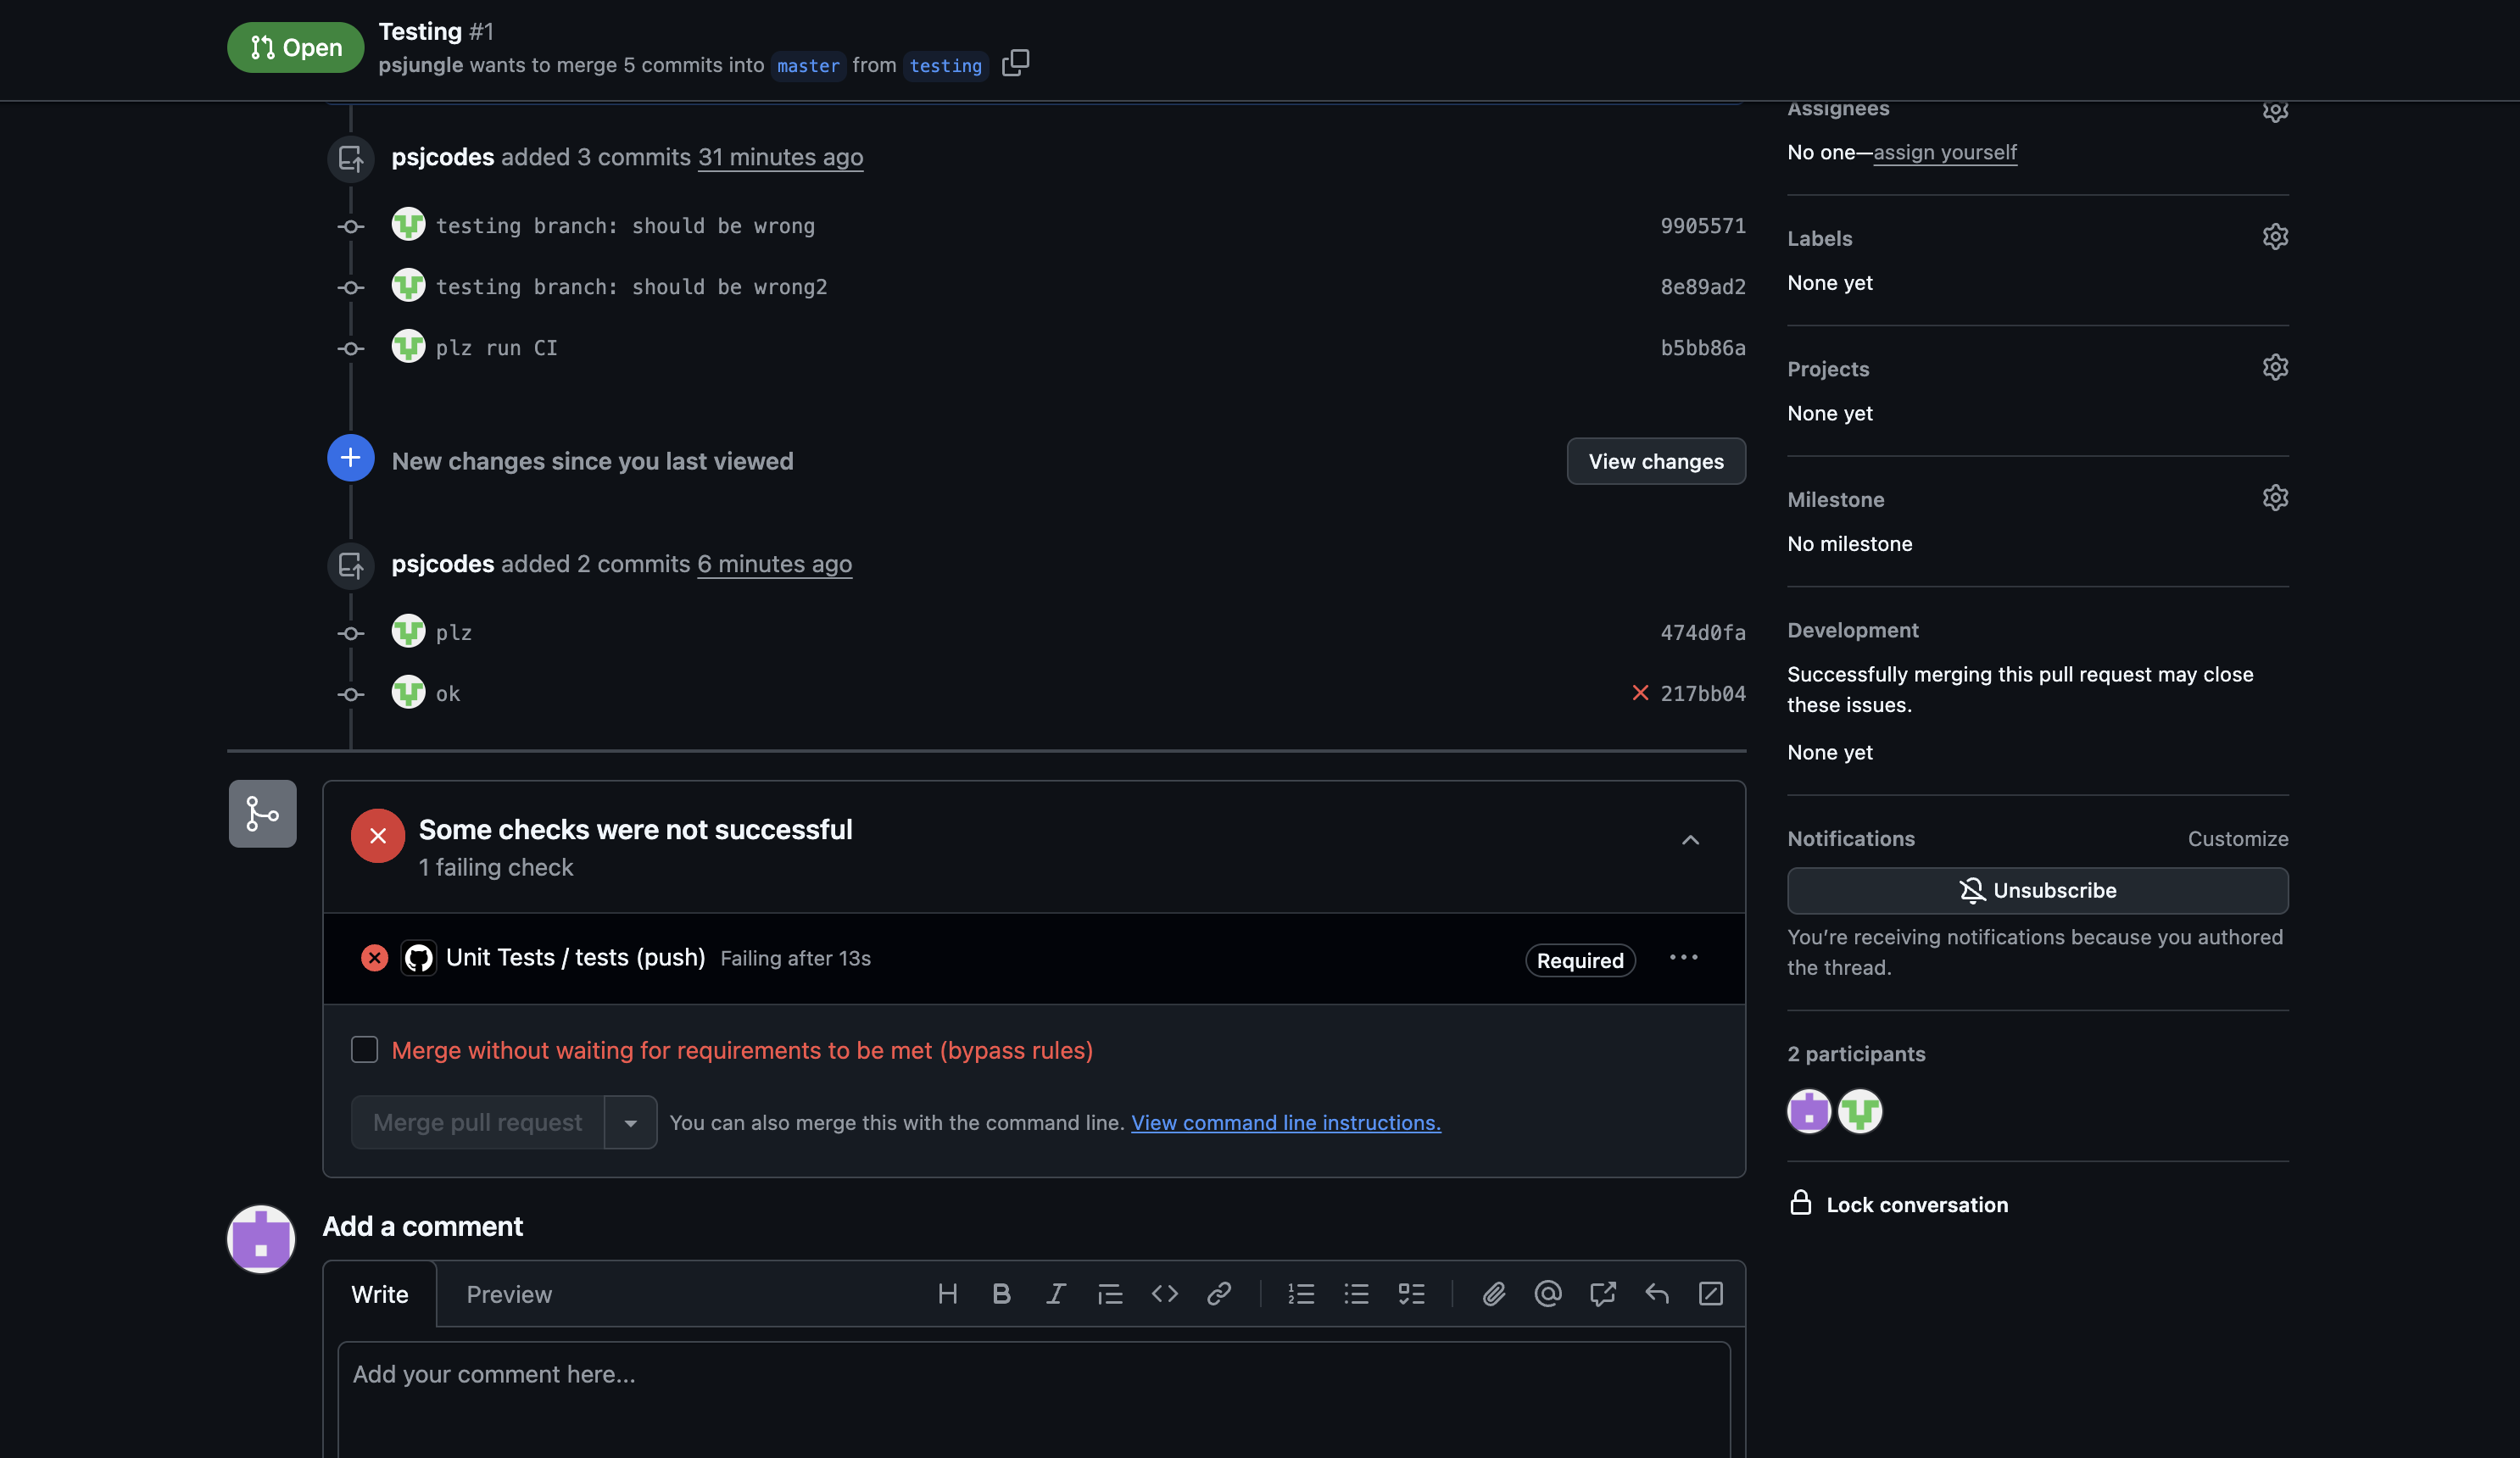 Open
Testing #1
psjungle wants to merge 5 commits into master from testing
psjcodes added 3 commits 31 minutes ago
testing branch: should be wrong 9905571
testing branch: should be wrong2 8e89ad2
plz run CI b5bb86a
New changes since you last viewed View changes
psjcodes added 2 commits 6 minutes ago
plz 474d0fa
ok 217bb04
Some checks were not successful
1 failing check
Unit Tests / tests (push) Failing after 13s Required
Merge without waiting for requirements to be met (bypass rules)
Merge pull request You can also merge this with the command line. View command line instructions.
Add a comment
Write Preview
Add your comment here...
Assignees
No one—assign yourself
Labels
None yet
Projects
None yet
Milestone
No milestone
Development
Successfully merging this pull request may close
these issues.
None yet
Notifications Customize
Unsubscribe
You’re receiving notifications because you authored
the thread.
2 participants
Lock conversation